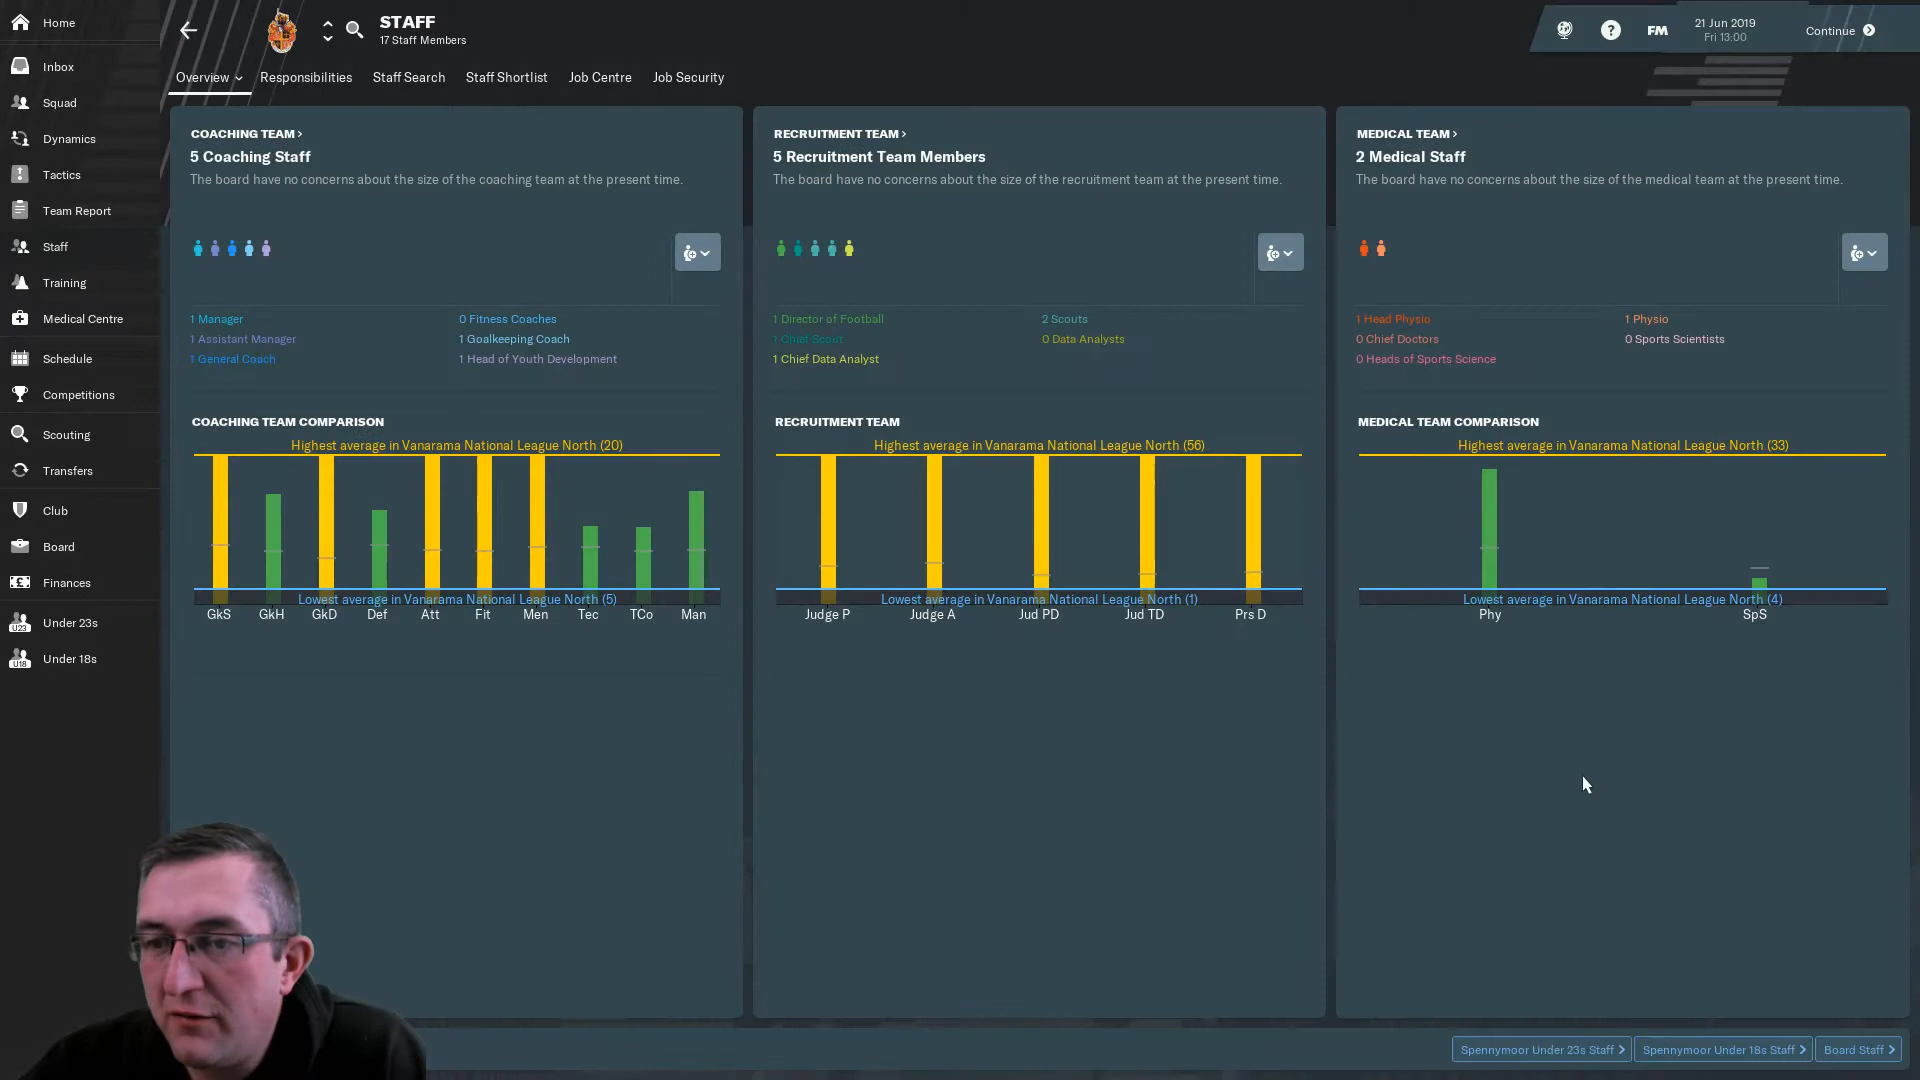 Home
Inbox
Squad
Dynamics
Tactics
Team Report
Staff
Training
Medical Centre
Schedule
Competitions
Scouting
Transfers
Club
Board
Finances
U23 Under 23s
U18 Under 18s
STAFF
17 Staff Members
FM
21 Jun 2019
Fri 13:00
Continue
Overview Responsibilities Staff Search Staff Shortlist Job Centre Job Security
COACHING TEAM >
5 Coaching Staff
The board have no concerns about the size of the coaching team at the present time.
1 Manager
1 Assistant Manager
1 General Coach
0 Fitness Coaches
1 Goalkeeping Coach
1 Head of Youth Development
COACHING TEAM COMPARISON
Highest average in Vanarama National League North (20)
Lowest average in Vanarama National League North (5)
GkS GkH GkD Def Att Fit Men Tec TCo Man
RECRUITMENT TEAM >
5 Recruitment Team Members
The board have no concerns about the size of the recruitment team at the present time.
1 Director of Football
1 Chief Scout
1 Chief Data Analyst
2 Scouts
0 Data Analysts
RECRUITMENT TEAM
Highest average in Vanarama National League North (56)
Lowest average in Vanarama National League North (1)
Judge P Judge A Jud PD Jud TD Prs D
MEDICAL TEAM >
2 Medical Staff
The board have no concerns about the size of the medical team at the present time.
1 Head Physio
0 Chief Doctors
0 Heads of Sports Science
1 Physio
0 Sports Scientists
MEDICAL TEAM COMPARISON
Highest average in Vanarama National League North (33)
Lowest average in Vanarama National League North (4)
Phy SpS
Spennymoor Under 23s Staff > Spennymoor Under 18s Staff > Board Staff >